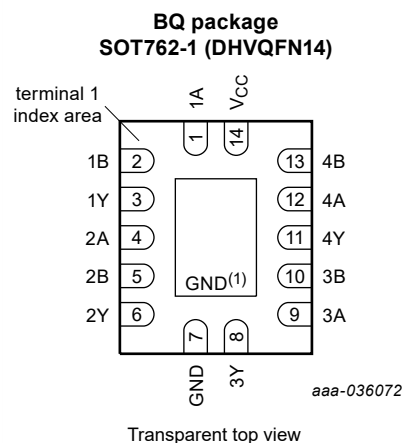 BQ package
SOT762-1 (DHVQFN14)
terminal 1
index area
1A
VCC
1
14
1B 2
13 4B
1Y 3
12 4A
2A 4
11 4Y
2B 5
10 3B
2Y 6
9 3A
GND(1)
7
8
GND
3Y
aaa-036072
Transparent top view